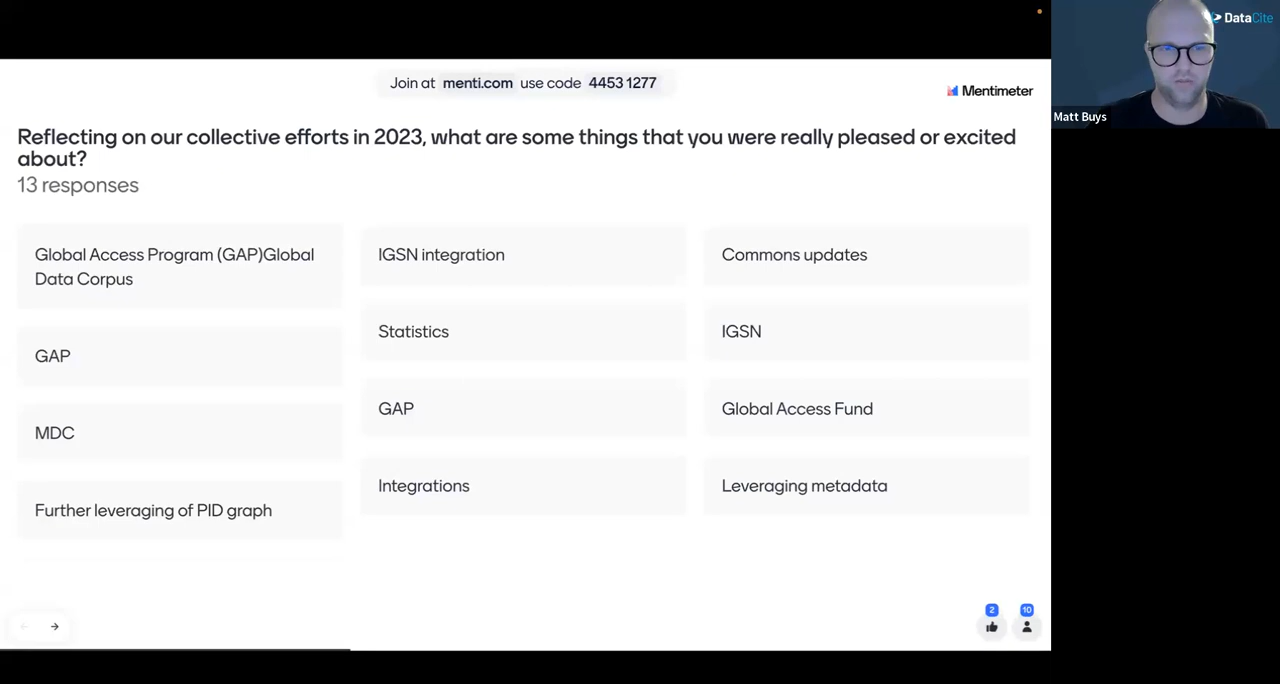 Join at menti.com use code 4453 1277
Mentimeter
Reflecting on our collective efforts in 2023, what are some things that you were really pleased or excited
about?
13 responses
Global Access Program (GAP)Global
Data Corpus
GAP
MDC
Further leveraging of PID graph
IGSN integration
Statistics
GAP
Integrations
Commons updates
IGSN
Global Access Fund
Leveraging metadata
2
10
DataCite
Matt Buys